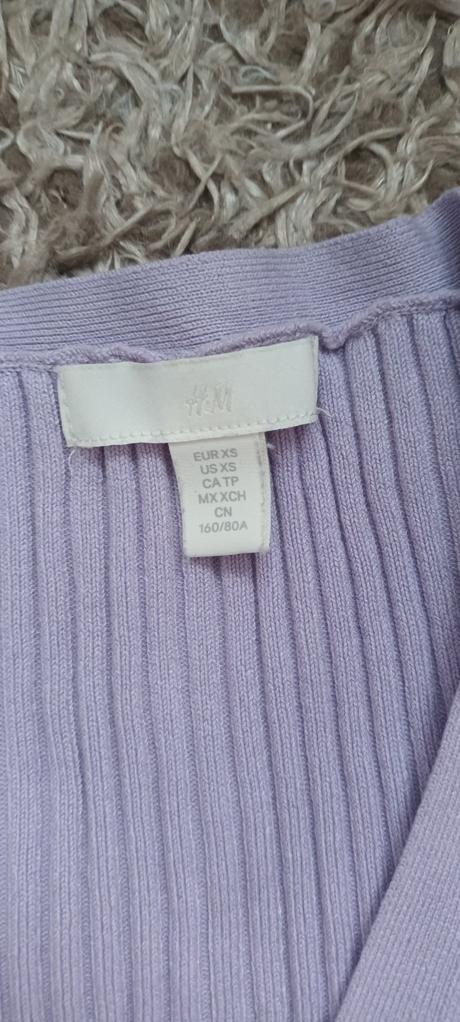 H&M
EUR XS
US XS
CA TP
MX XCH
CN
160/80A